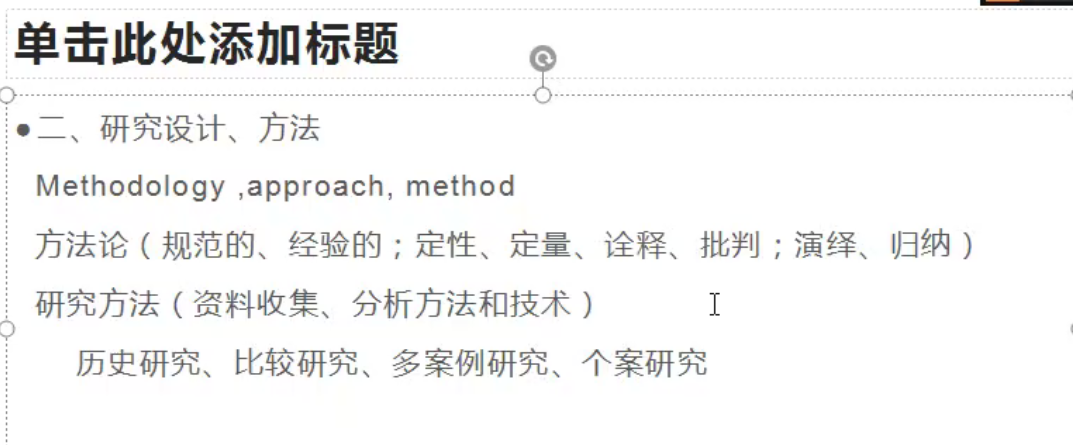 单击此处添加标题
●二、研究设计、方法
Methodology ,approach, method
方法论（规范的、经验的；定性、定量、诠释、批判；演绎、归纳）
研究方法（资料收集、分析方法和技术）
历史研究、比较研究、多案例研究、个案研究